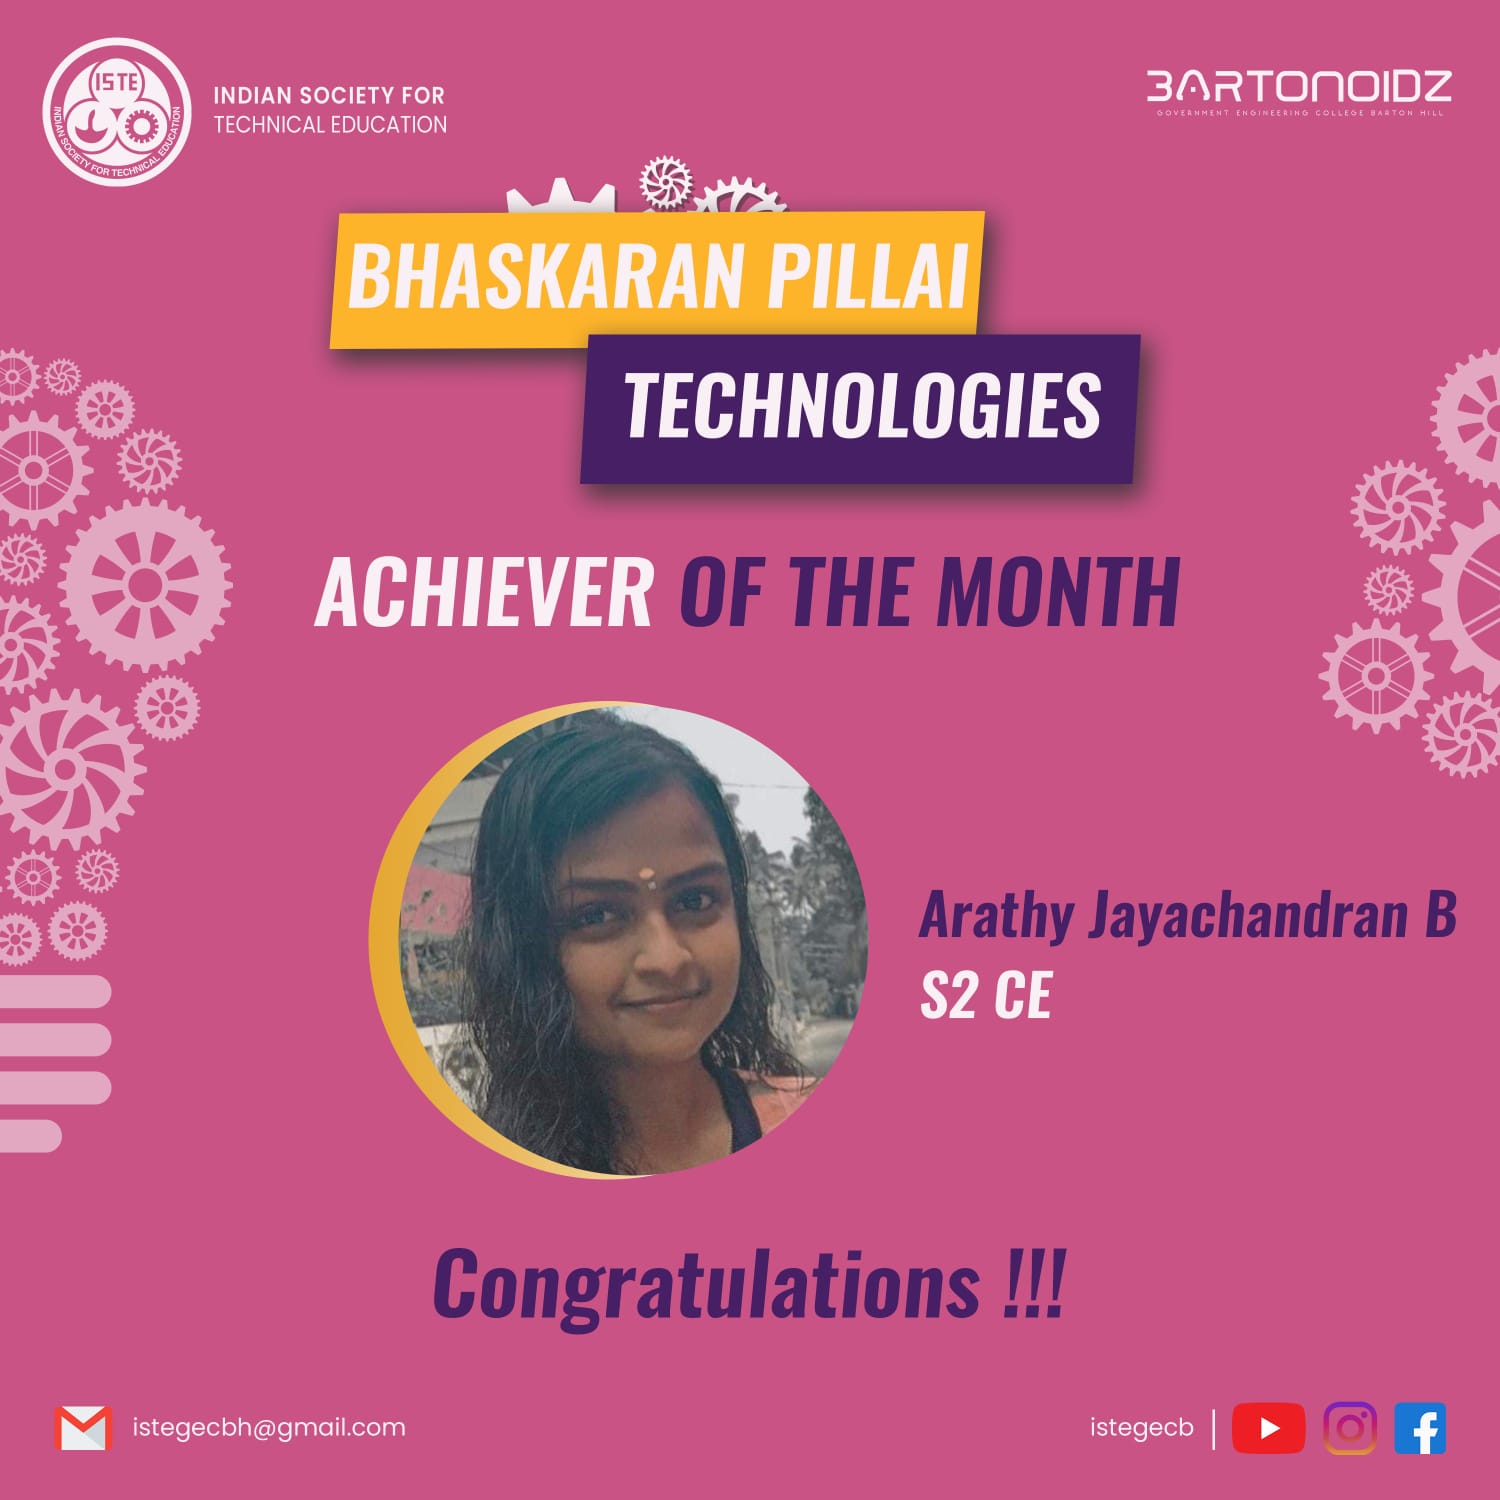 ISTE
INDIAN SOCIETY FOR TECHNICAL EDUCATION
INDIAN SOCIETY FOR
TECHNICAL EDUCATION
BARTONOIDZ
GOVERNMENT ENGINEERING COLLEGE BARTON HILL
BHASKARAN PILLAI
TECHNOLOGIES
ACHIEVER OF THE MONTH
Arathy Jayachandran B
S2 CE
Congratulations !!!
istegecbh@gmail.com
istegecb